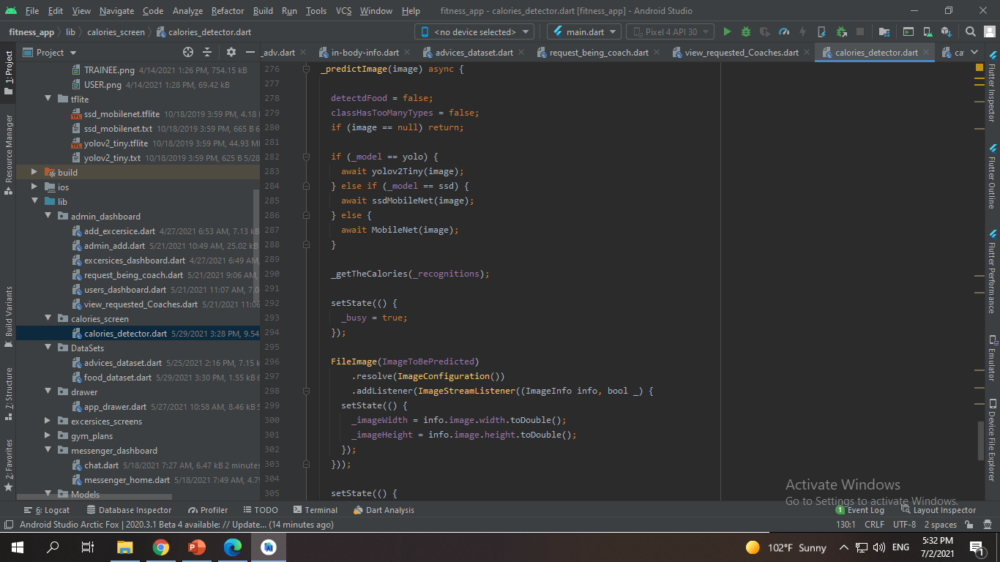 File Edit View Navigate Code Analyze Refactor Build Run Tools VCS Window Help fitness_app - calories_detector.dart [fitness_app] - Android Studio
fitness_app lib calories_screen calories_detector.dart <no device selected> main.dart Pixel 4 API 30
Project _adv.dart in-body-info.dart advices_dataset.dart request_being_coach.dart view_requested_Coaches.dart calories_detector.dart ca
1: Project
Resource Manager
Build Variants
7: Structure
2: Favorites
TRAINEE.png 4/14/2021 1:26 PM, 754.15 kB
USER.png 4/14/2021 1:28 PM, 69.42 kB
tflite
ssd_mobilenet.tflite 10/18/2019 3:59 PM, 4.18
ssd_mobilenet.txt 10/18/2019 3:59 PM, 665 B 6
yolov2_tiny.tflite 10/18/2019 3:59 PM, 44.93 M
yolov2_tiny.txt 10/18/2019 3:59 PM, 625 B 5/28
build
ios
lib
admin_dashboard
add_excersice.dart 4/27/2021 6:53 AM, 7.13 kB
admin_add.dart 5/21/2021 10:49 AM, 25.02 kB
excersices_dashboard.dart 4/27/2021 6:49 AM,
request_being_coach.dart 5/21/2021 9:06 AM,
users_dashboard.dart 5/21/2021 11:07 AM, 7.0
view_requested_Coaches.dart 5/21/2021 11:06
calories_screen
calories_detector.dart 5/29/2021 3:28 PM, 9.54
DataSets
advices_dataset.dart 5/25/2021 2:16 PM, 7.15 k
food_dataset.dart 5/29/2021 3:30 PM, 1.55 kB 6
drawer
app_drawer.dart 5/27/2021 10:58 AM, 8.46 kB 5
excersices_screens
gym_plans
messenger_dashboard
chat.dart 5/18/2021 7:27 AM, 6.47 kB 2 minutes
messenger_home.dart 5/18/2021 7:49 AM, 4.79
Models
276 _predictImage(image) async {
277
278 detectdFood = false;
279 classHasTooManyTypes = false;
280 if (image == null) return;
281
282 if (_model == yolo) {
283 await yolov2Tiny(image);
284 } else if (_model == ssd) {
285 await ssdMobileNet(image);
286 } else {
287 await MobileNet(image);
288 }
289
290 _getTheCalories(_recognitions);
291
292 setState(() {
293 _busy = true;
294 });
295
296 FileImage(ImageToBePredicted)
297 .resolve(ImageConfiguration())
298 .addListener(ImageStreamListener((ImageInfo info, bool _) {
299 setState(() {
300 _imageWidth = info.image.width.toDouble();
301 _imageHeight = info.image.height.toDouble();
302 });
303 }));
304
305 setState(() {
Flutter Inspector
Flutter Outline
Flutter Performance
Emulator
Device File Explorer
Activate Windows
Go to Settings to activate Windows.
6: Logcat Database Inspector Profiler TODO Terminal Dart Analysis 1 Event Log Layout Inspector
Android Studio Arctic Fox | 2020.3.1 Beta 4 available: // Update... (14 minutes ago) 130:1 CRLF UTF-8 2 spaces
102°F Sunny ENG 5:32 PM
7/2/2021
1